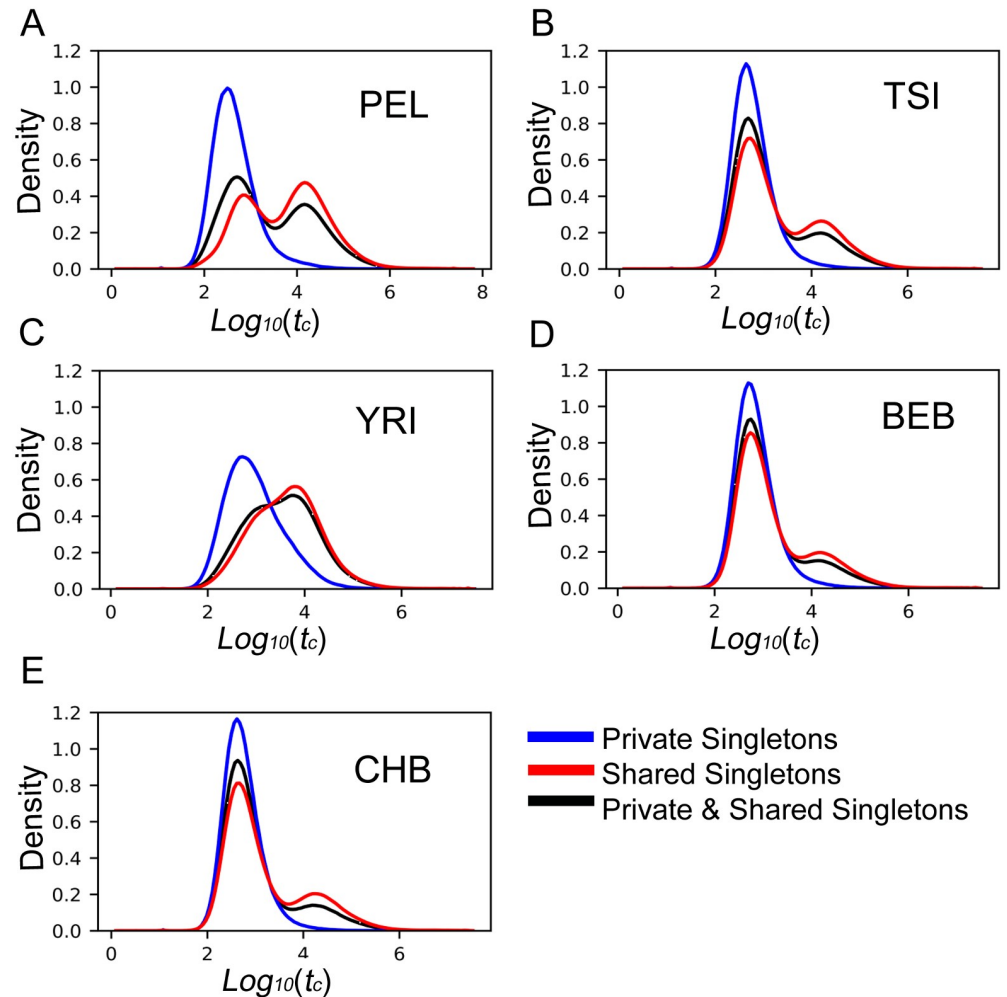 A
1.2
1.0
0.8
0.6
0.4
0.2
0.0
Density
PEL
0 2 4 6 8
Log10(tc)
B
1.2
1.0
0.8
0.6
0.4
0.2
0.0
Density
TSI
0 2 4 6
Log10(tc)
C
1.2
1.0
0.8
0.6
0.4
0.2
0.0
Density
YRI
0 2 4 6
Log10(tc)
D
1.2
1.0
0.8
0.6
0.4
0.2
0.0
Density
BEB
0 2 4 6
Log10(tc)
E
1.2
1.0
0.8
0.6
0.4
0.2
0.0
Density
CHB
0 2 4 6
Log10(tc)
Private Singletons
Shared Singletons
Private & Shared Singletons